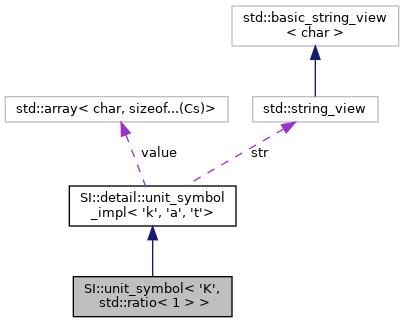 std::basic_string_view
< char >
std::array< char, sizeof...(Cs)>
std::string_view
value
str
SI::detail::unit_symbol
_impl< 'k', 'a', 't'>
SI::unit_symbol< 'K',
std::ratio< 1 > >